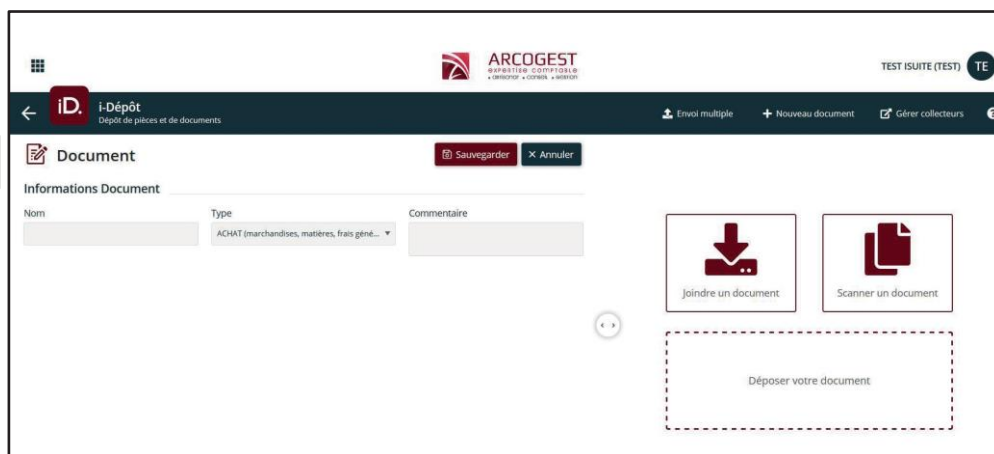 ARCOGEST
EXPERTISE COMPTABLE
TEST ISUITE (TEST) TE
iD. i-Dépôt
Dépôt de pièces et de documents
Envoi multiple
Nouveau document
Gérer collecteurs
Document
Sauvegarder
Annuler
Informations Document
Nom
Type
Commentaire
ACHAT (marchandises, matières, frais géné...
Joindre un document
Scanner un document
Déposer votre document